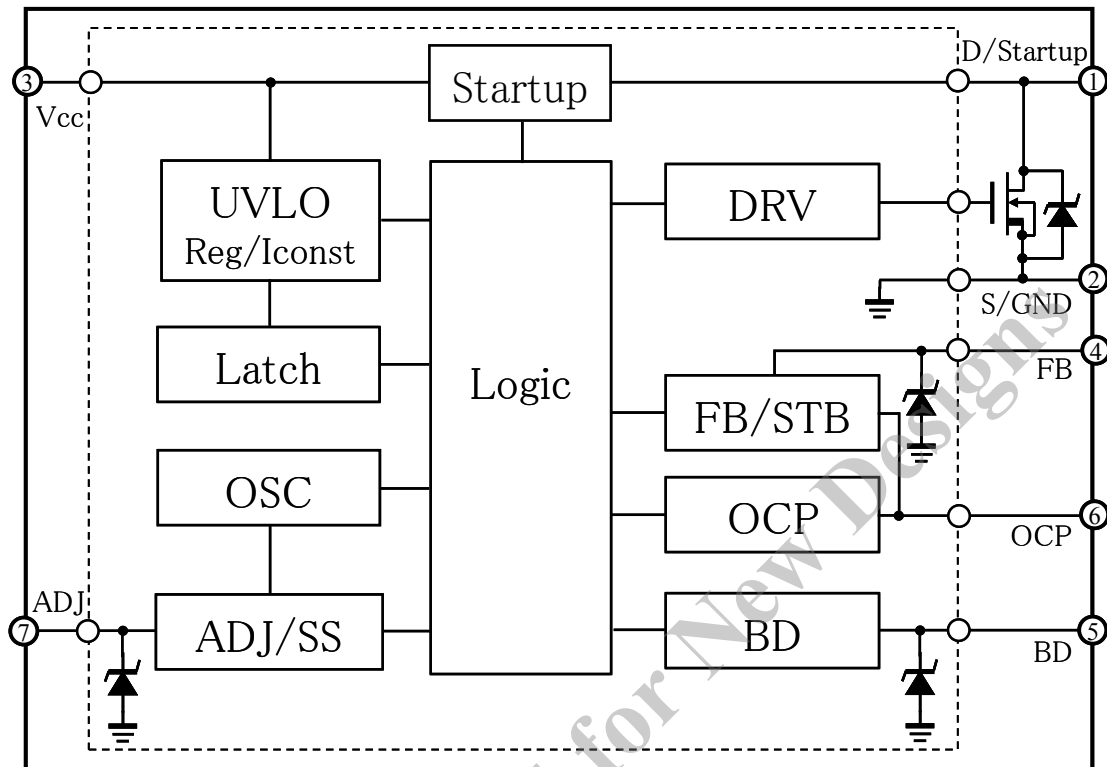 D/Startup
Startup
3
1
Vcc
UVLO
DRV
Reg/Iconst
2
S/GND
Latch
4
FB
Logic
FB/STB
OSC
OCP
6
OCP
ADJ
7
ADJ/SS
BD
5
BD
for New Designs